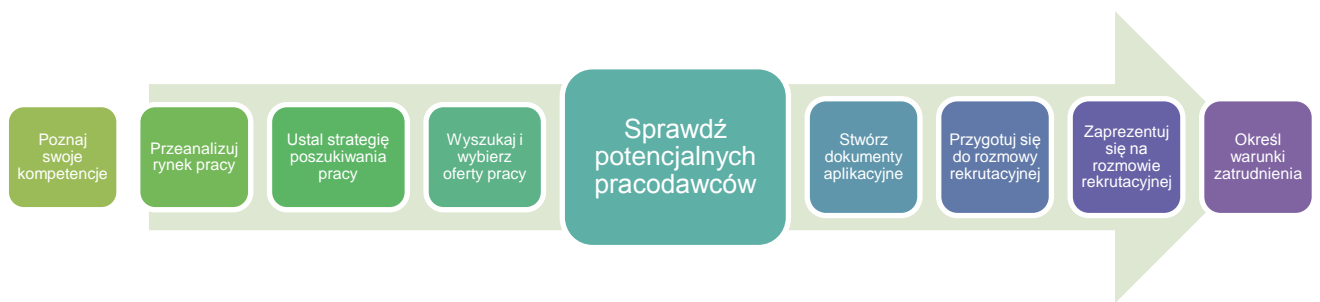 Poznaj
swoje
kompetencje
Przeanalizuj
rynek pracy
Ustal strategię
poszukiwania
pracy
Wyszukaj i
wybierz
oferty pracy
Sprawdź
potencjalnych
pracodawców
Stwórz
dokumenty
aplikacyjne
Przygotuj się
do rozmowy
rekrutacyjnej
Zaprezentuj
się na
rozmowie
rekrutacyjnej
Określ
warunki
zatrudnienia